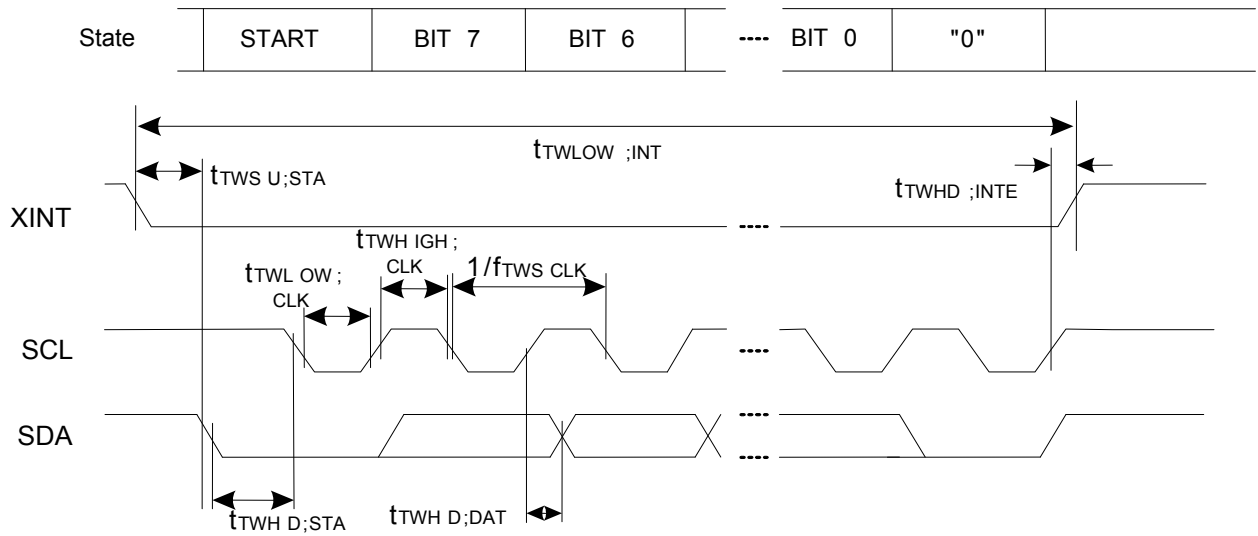 State START BIT 7 BIT 6 ---- BIT 0 "0"
tTWLOW ;INT
tTWS U;STA
tTWHD ;INTE
XINT
----
tTWH IGH ;
CLK
1/fTWS CLK
tTWL OW ;
CLK
SCL
----
SDA
----
----
tTWH D;STA
tTWH D;DAT